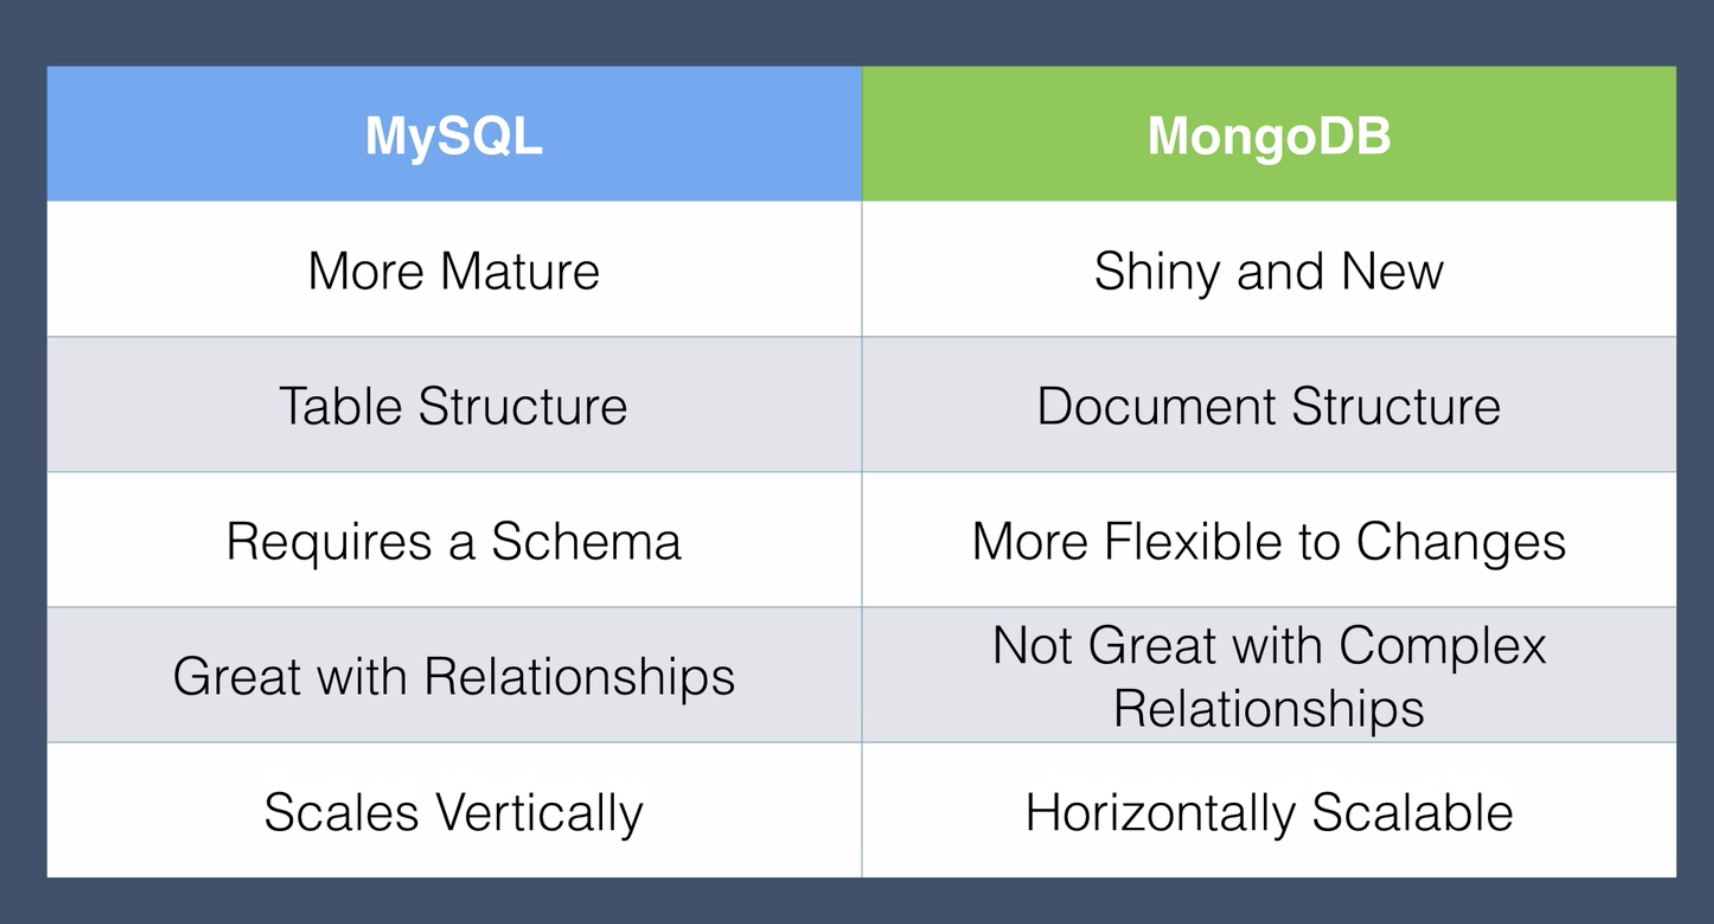 MySQL
MongoDB
More Mature
Shiny and New
Table Structure
Document Structure
Requires a Schema
More Flexible to Changes
Great with Relationships
Not Great with Complex
Relationships
Scales Vertically
Horizontally Scalable